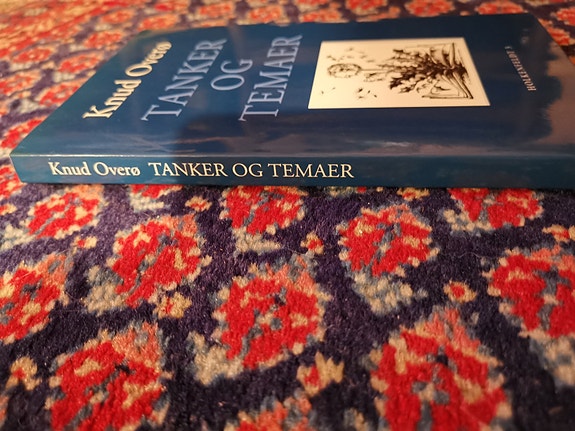 Knud Overø
TANKER
OG
TEMAER
Knud Overø TANKER OG TEMAER